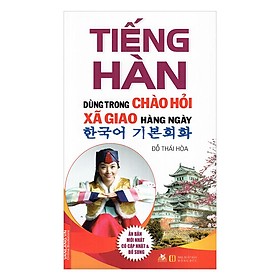 TIẾNG
HÀN
DÙNG TRONG CHÀO HỎI
XÃ GIAO HÀNG NGÀY
한국어 기본회화
ĐỖ THÁI HÒA
ẤN BẢN
MỚI NHẤT
CÓ CẬP NHẬT &
BỔ SUNG